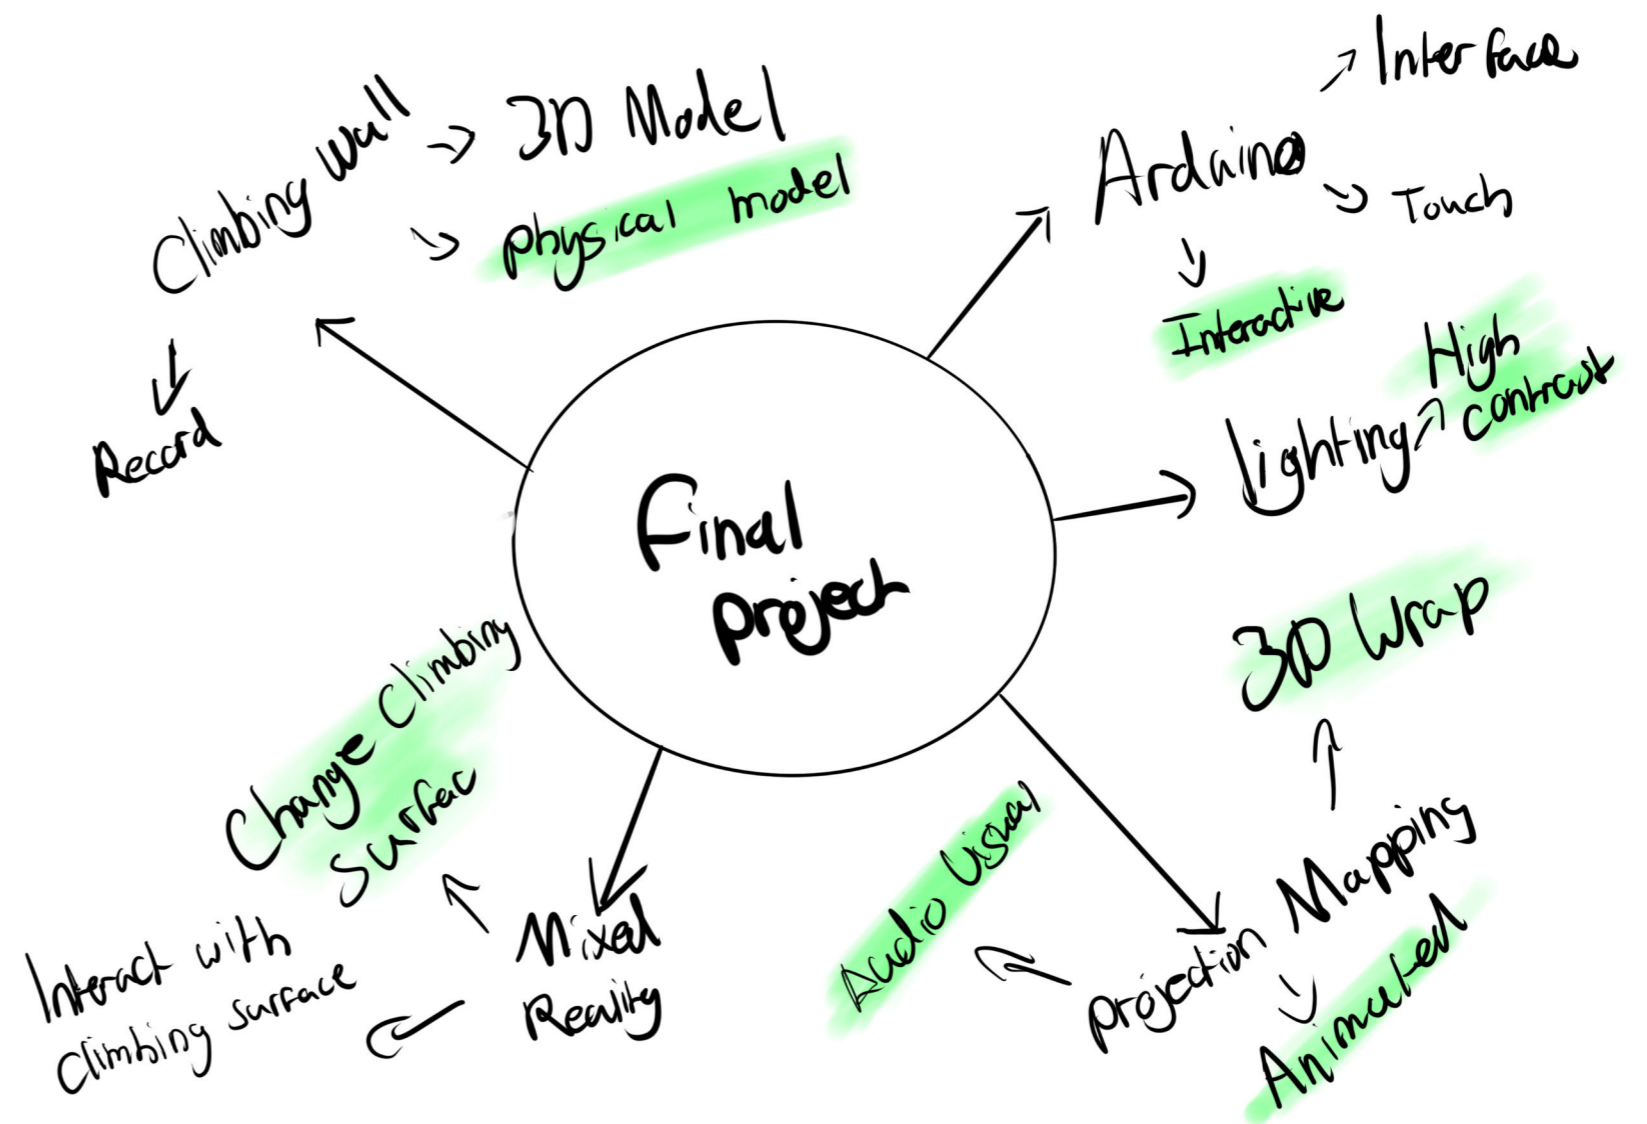 Final
project
Climbing Wall
3D Model
physical model
Record
Arduino
Interface
Touch
Interactive
Lighting
High
contrast
Projection Mapping
3D Wrap
Animated
Audio Visual
Mixed
Reality
Change Climbing
Surfac
Interact with
Climbing surface